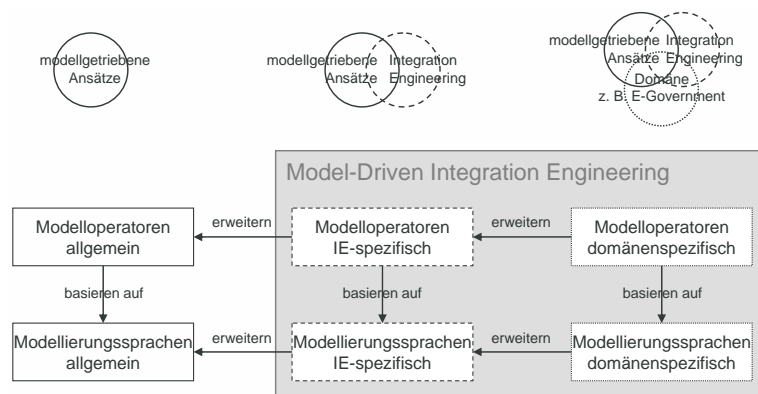 modellgetriebene
Ansätze
modellgetriebene Integration
Ansätze Engineering
modellgetriebene Integration
Ansätze Engineering
Domäne
z. B. E-Government
Model-Driven Integration Engineering
Modelloperatoren
allgemein
erweitern
Modelloperatoren
IE-spezifisch
erweitern
Modelloperatoren
domänenspezifisch
basieren auf
basieren auf
basieren auf
Modellierungssprachen
allgemein
erweitern
Modellierungssprachen
IE-spezifisch
erweitern
Modellierungssprachen
domänenspezifisch